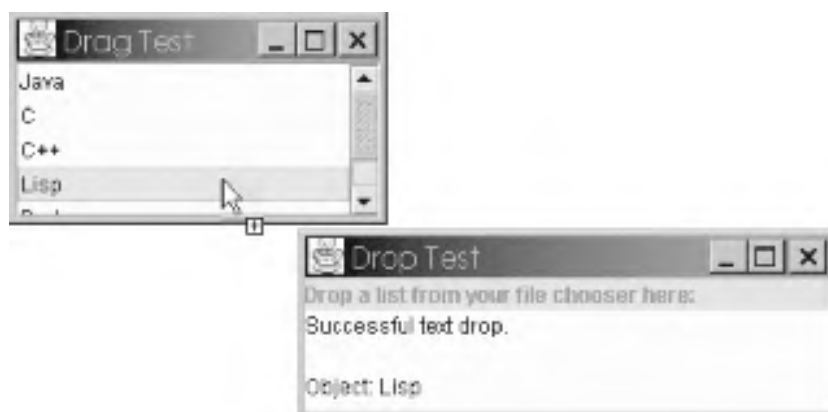 Drag Test
Java
C
C++
Lisp
Drop Test
Drop a list from your file chooser here:
Successful text drop.
Object: Lisp